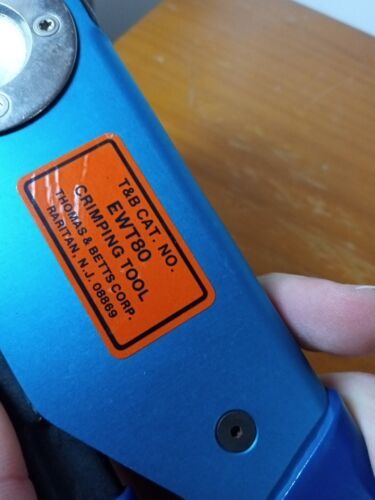 T&B CAT. NO.
EWT80
CRIMPING TOOL
THOMAS & BETTS CORP.
RARITAN, N.J. 08869